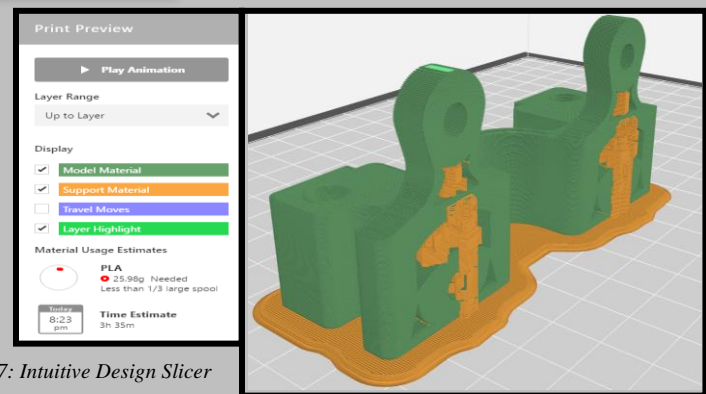 Print Preview
Play Animation
Layer Range
Up to Layer
Display
Model Material
Support Material
Travel Moves
Layer Highlight
Material Usage Estimates
PLA
25.98g Needed
Less than 1/3 large spool
Today
8:23
pm
Time Estimate
3h 35m
7: Intuitive Design Slicer